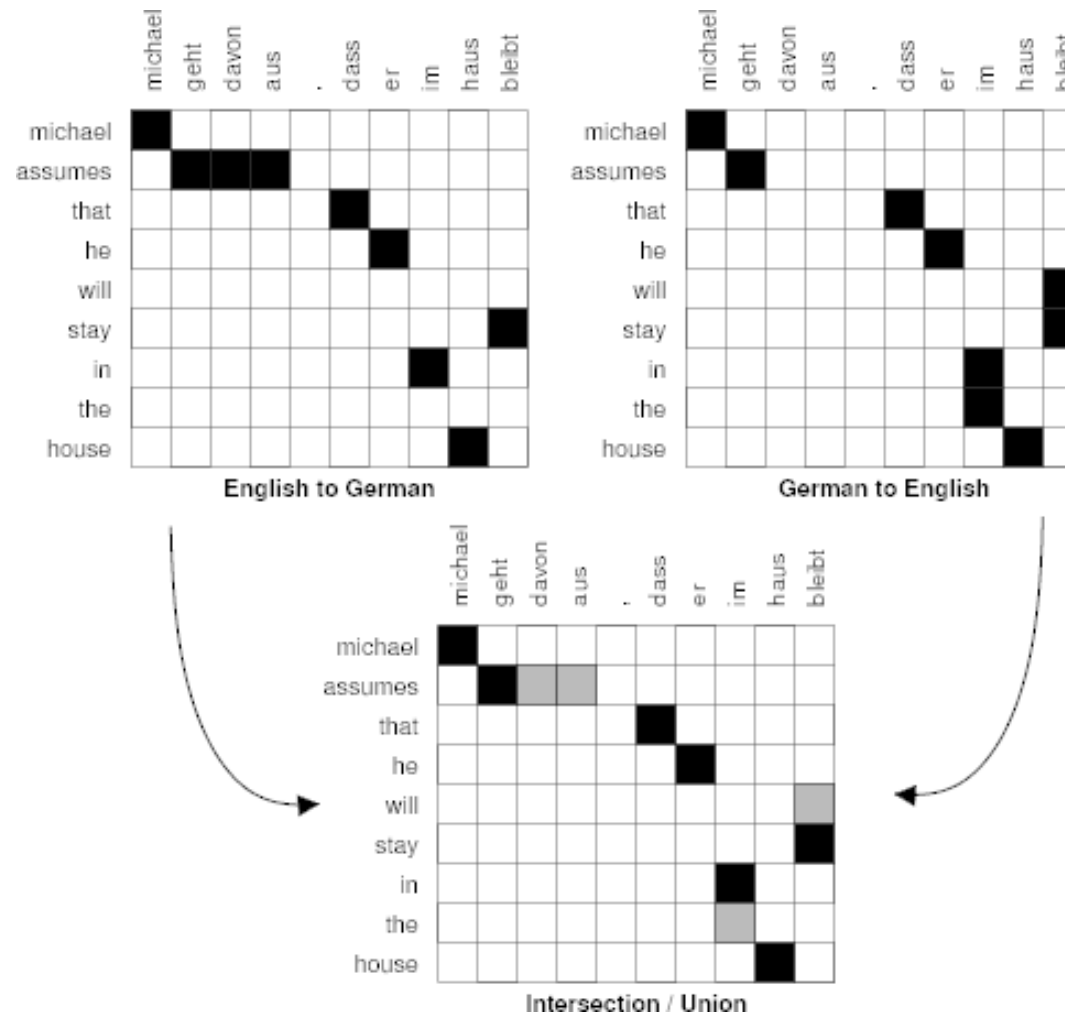 michael geht davon aus , dass er im haus bleibt
michael
assumes
that
he
will
stay
in
the
house
English to German
michael geht davon aus , dass er im haus bleibt
michael
assumes
that
he
will
stay
in
the
house
German to English
michael geht davon aus , dass er im haus bleibt
michael
assumes
that
he
will
stay
in
the
house
Intersection / Union